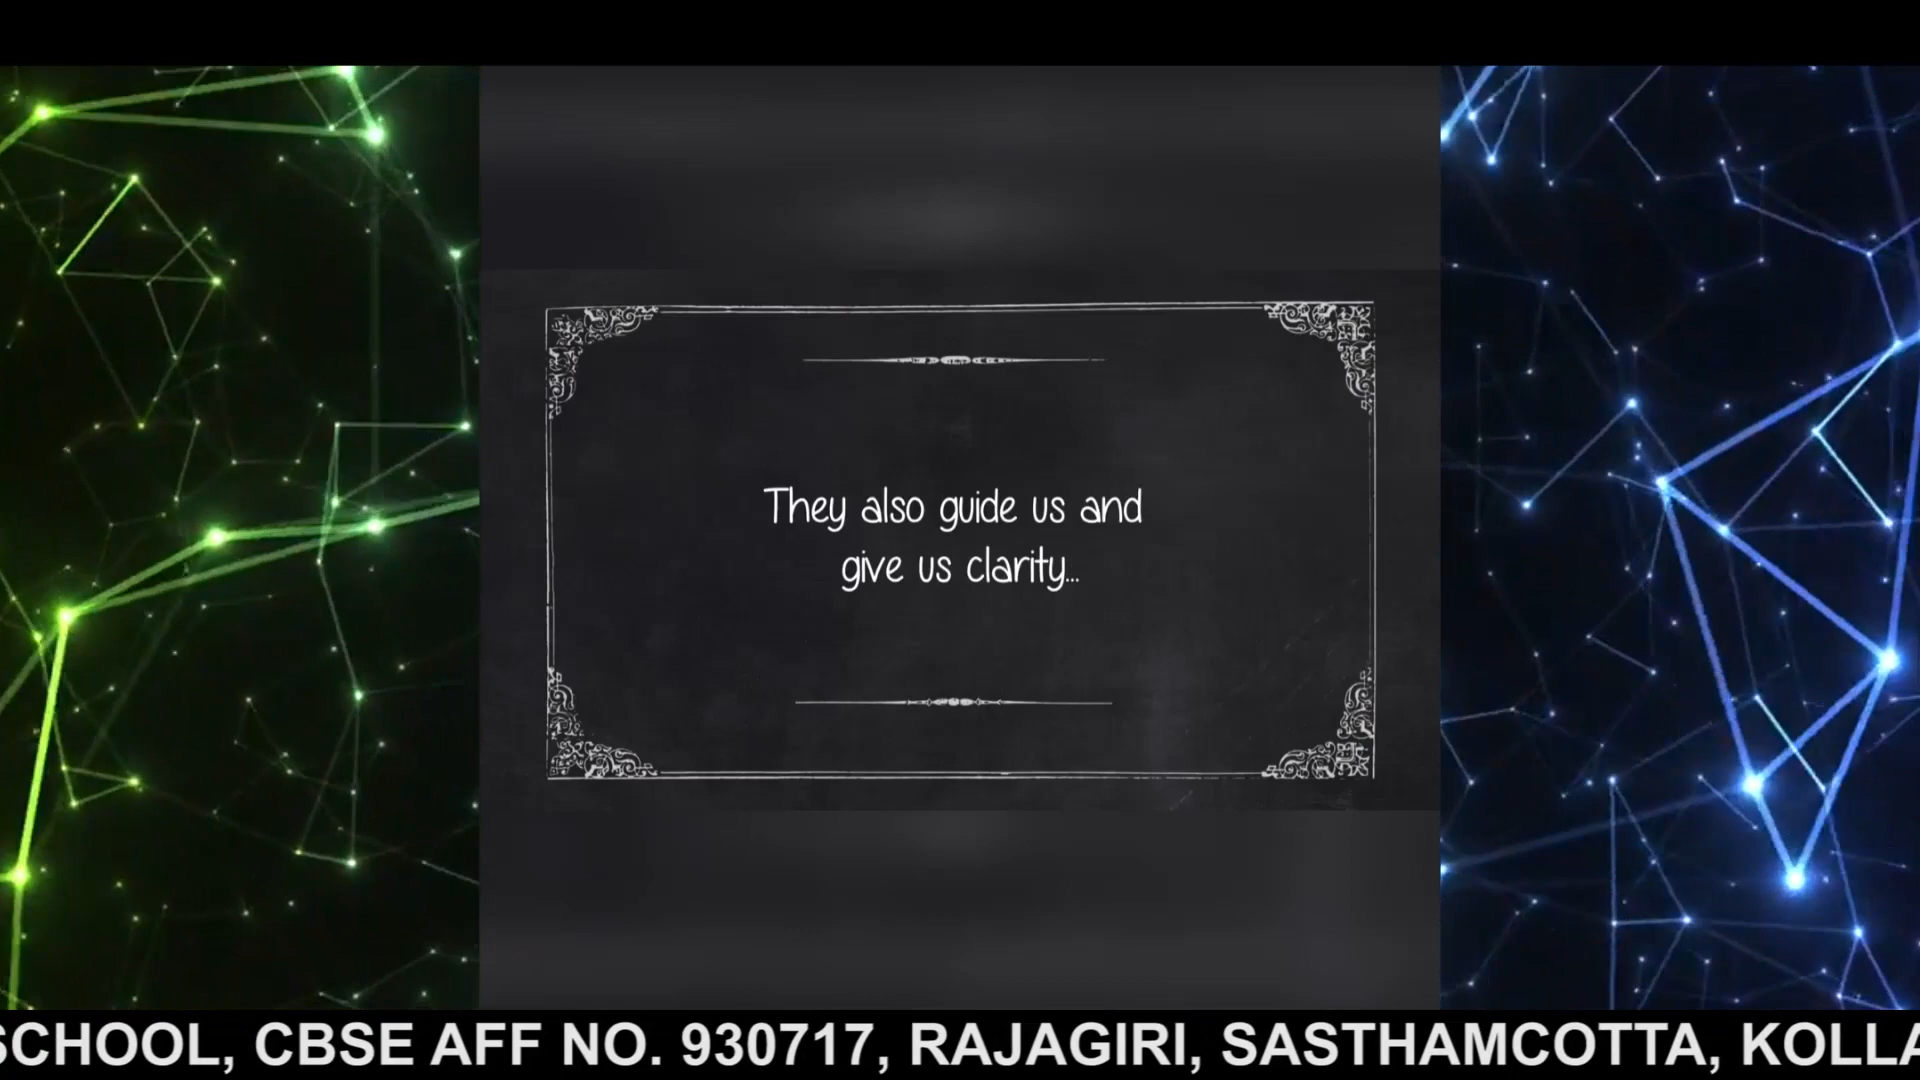 They also guide us and
give us clarity...
SCHOOL, CBSE AFF NO. 930717, RAJAGIRI, SASTHAMCOTTA, KOLLA